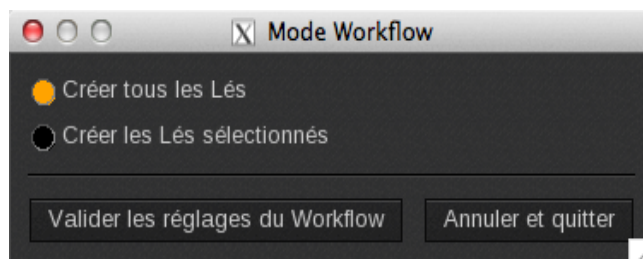 Mode Workflow
Créer tous les Lés
Créer les Lés sélectionnés
Valider les réglages du Workflow
Annuler et quitter